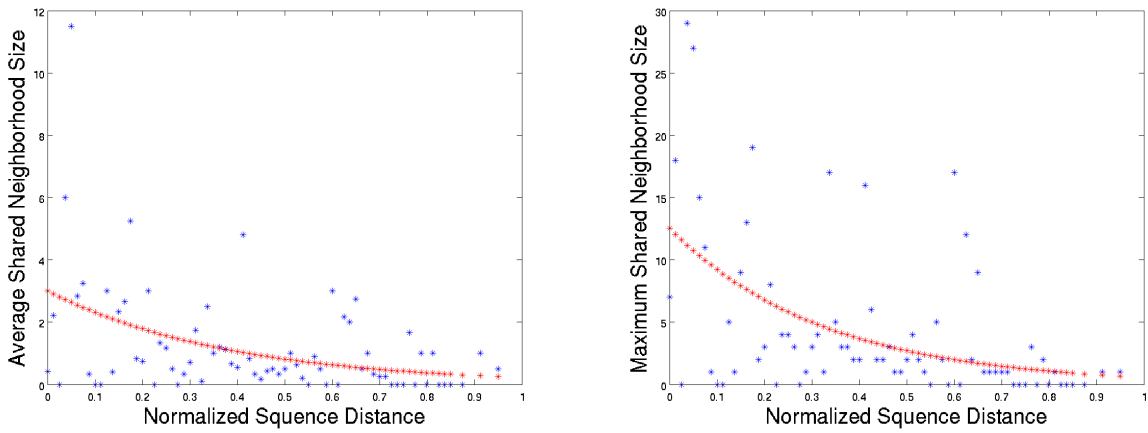 12
10
8
6
4
2
0
Average Shared Neighborhood Size
0 0.1 0.2 0.3 0.4 0.5 0.6 0.7 0.8 0.9 1
Normalized Squence Distance
30
25
20
15
10
5
0
Maximum Shared Neighborhood Size
0 0.1 0.2 0.3 0.4 0.5 0.6 0.7 0.8 0.9 1
Normalized Squence Distance